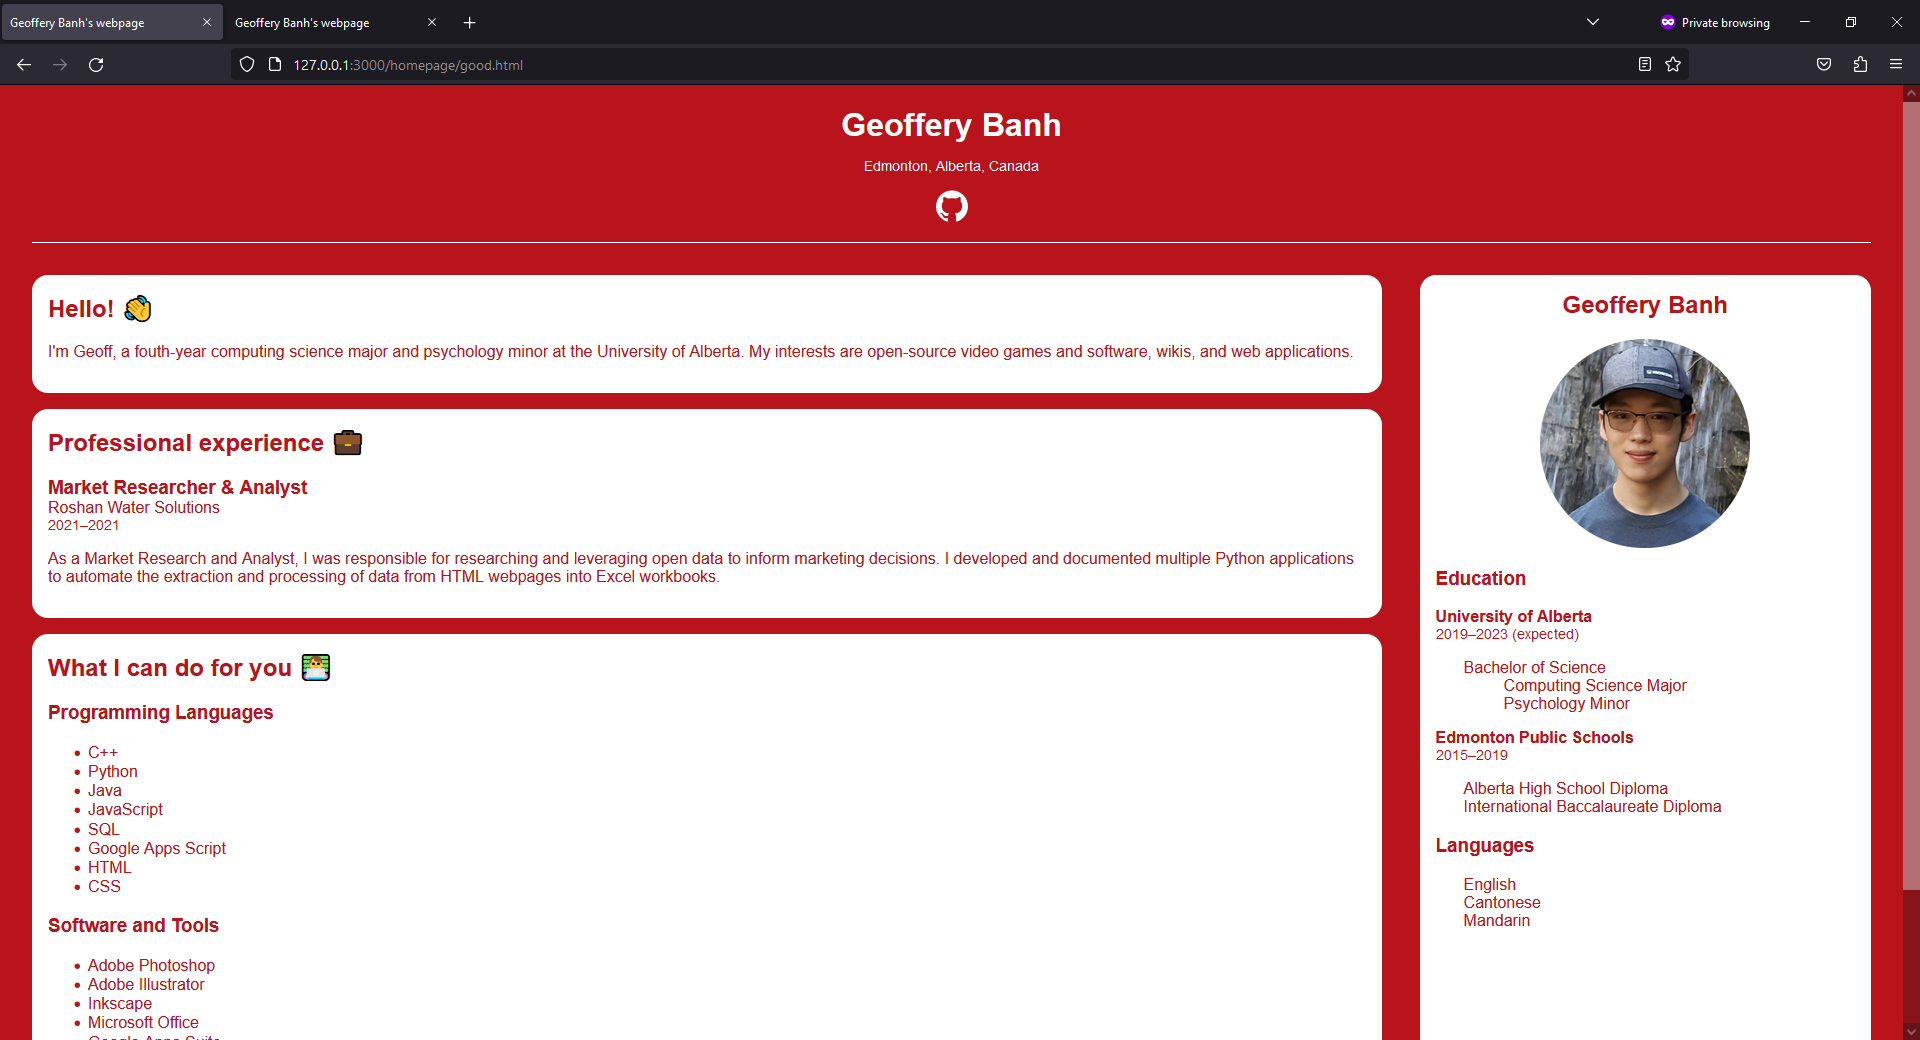 Geoffery Banh's webpage
Geoffery Banh's webpage
Private browsing
127.0.0.1:3000/homepage/good.html
Geoffery Banh
Edmonton, Alberta, Canada
Hello!
I'm Geoff, a fouth-year computing science major and psychology minor at the University of Alberta. My interests are open-source video games and software, wikis, and web applications.
Professional experience
Market Researcher & Analyst
Roshan Water Solutions
2021–2021
As a Market Research and Analyst, I was responsible for researching and leveraging open data to inform marketing decisions. I developed and documented multiple Python applications
to automate the extraction and processing of data from HTML webpages into Excel workbooks.
What I can do for you
Programming Languages
• C++
• Python
• Java
• JavaScript
• SQL
• Google Apps Script
• HTML
• CSS
Software and Tools
• Adobe Photoshop
• Adobe Illustrator
• Inkscape
• Microsoft Office
Google Apps Suite
Geoffery Banh
Education
University of Alberta
2019–2023 (expected)
Bachelor of Science
Computing Science Major
Psychology Minor
Edmonton Public Schools
2015–2019
Alberta High School Diploma
International Baccalaureate Diploma
Languages
English
Cantonese
Mandarin